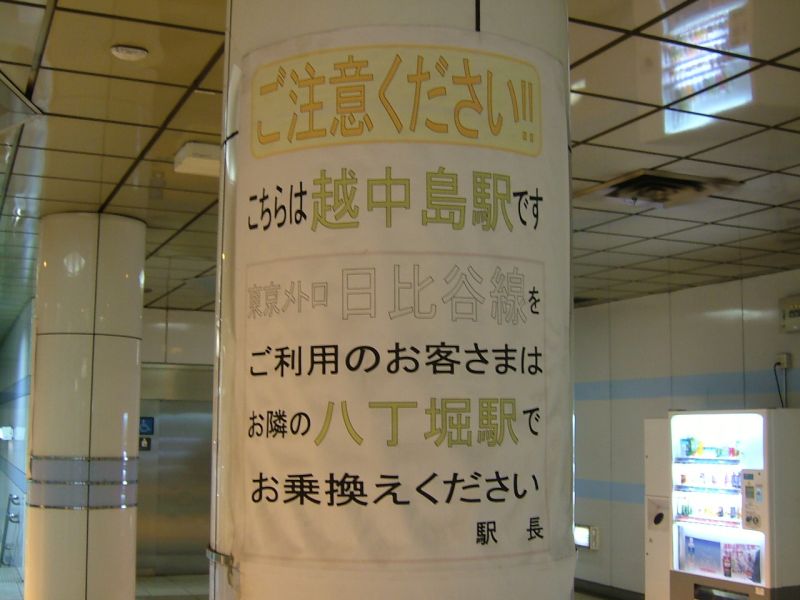 ご注意ください!!
こちらは越中島駅です
東京メトロ日比谷線を
ご利用のお客さまは
お隣の八丁堀駅で
お乗換えください
駅 長